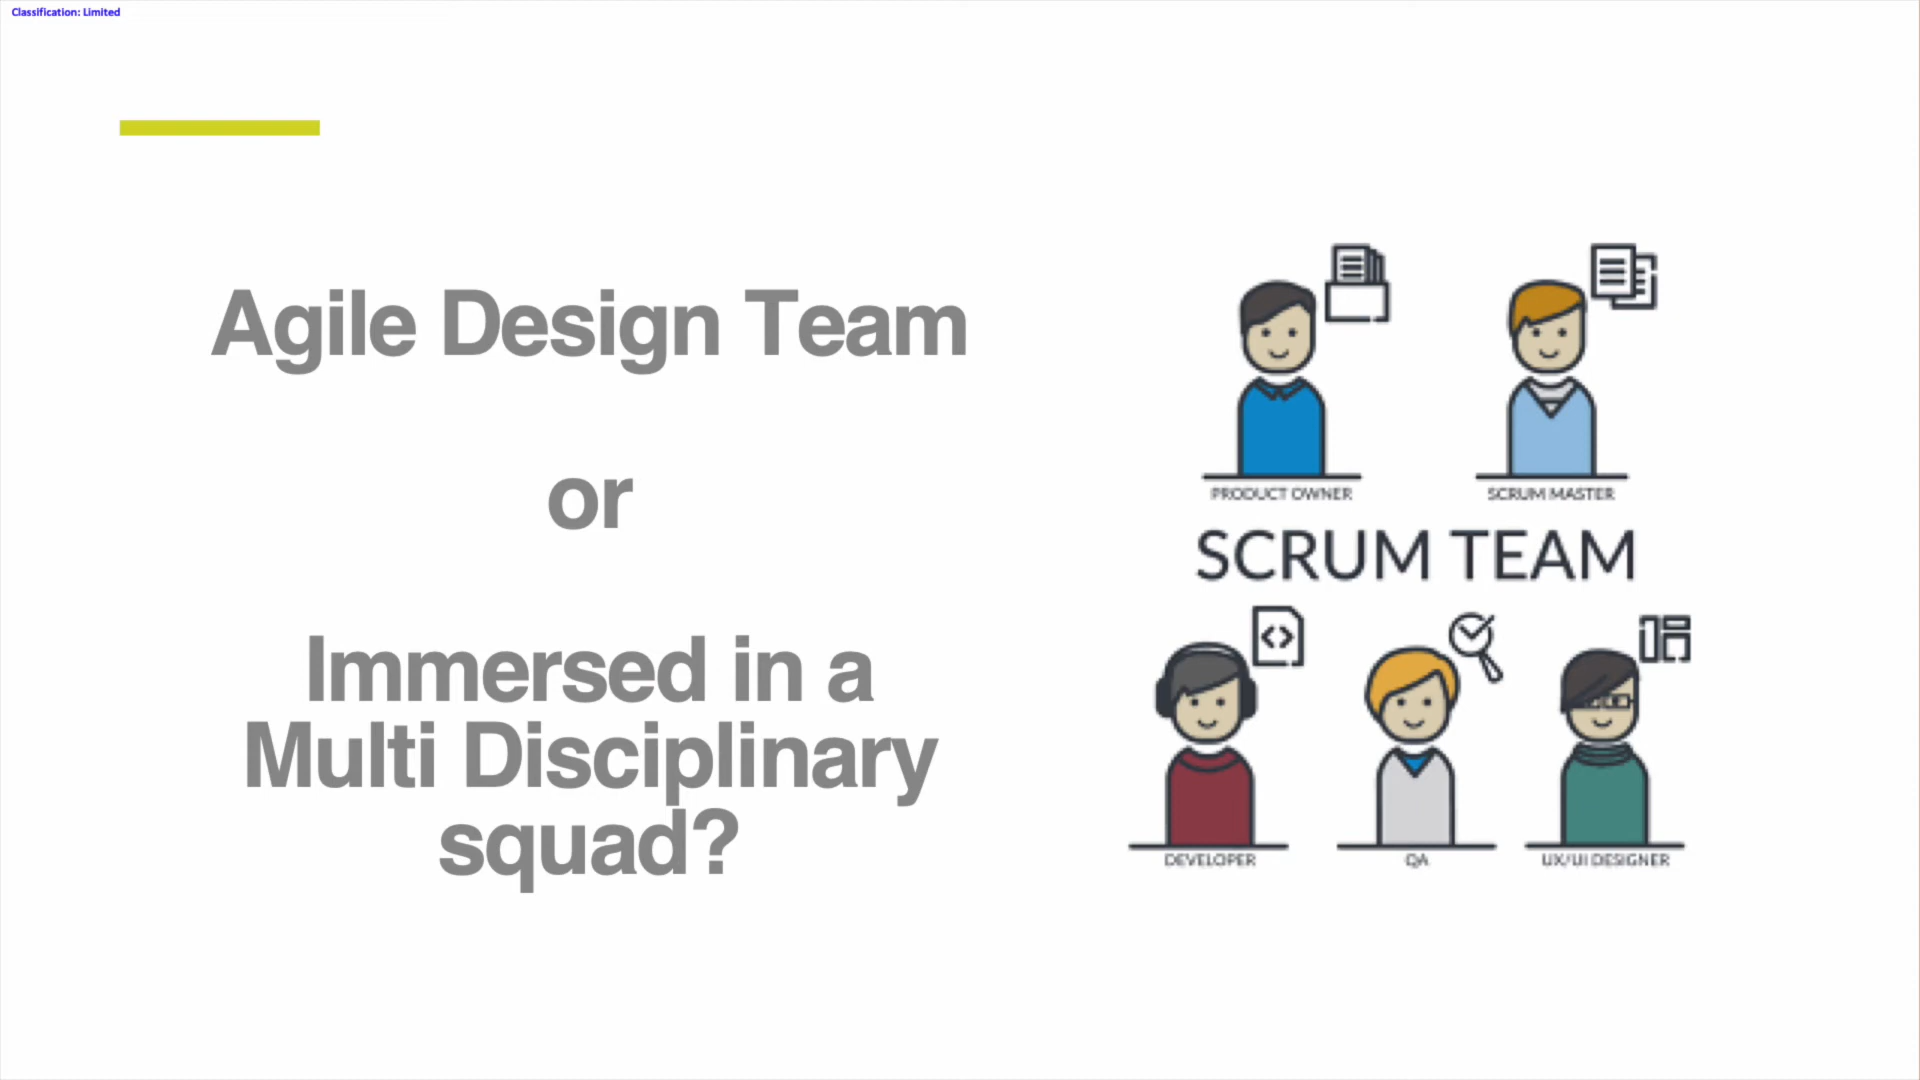 Classification: Limited
Agile Design Team
or
Immersed in a
Multi Disciplinary
squad?
PRODUCT OWNER
SCRUM MASTER
SCRUM TEAM
DEVELOPER
QA
UX/UI DESIGNER